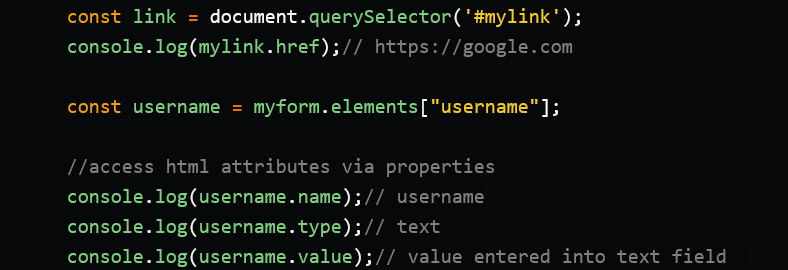 const link = document.querySelector('#mylink');
console.log(mylink.href);// https://google.com
const username = myform.elements["username"];
//access html attributes via properties
console.log(username.name);// username
console.log(username.type);// text
console.log(username.value);// value entered into text field